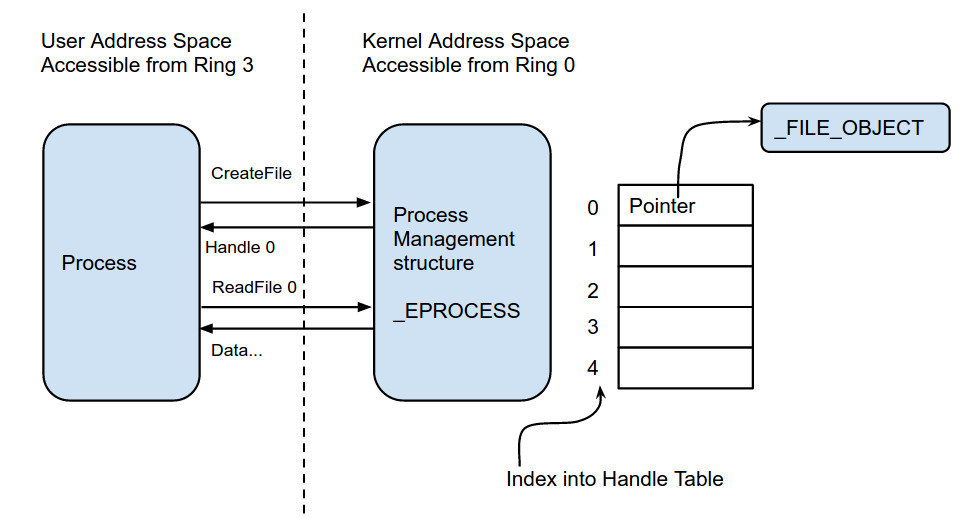 User Address Space
Accessible from Ring 3
Kernel Address Space
Accessible from Ring 0
_FILE_OBJECT
CreateFile
Handle 0
ReadFile 0
Data...
Process
Process
Management
structure
_EPROCESS
0
Pointer
1
2
3
4
Index into Handle Table